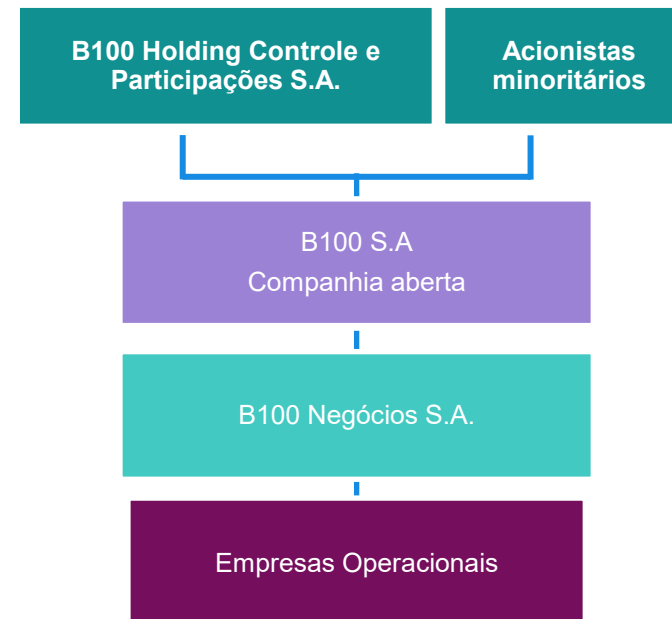 B100 Holding Controle e
Participações S.A.
Acionistas
minoritários
B100 S.A
Companhia aberta
B100 Negócios S.A.
Empresas Operacionais